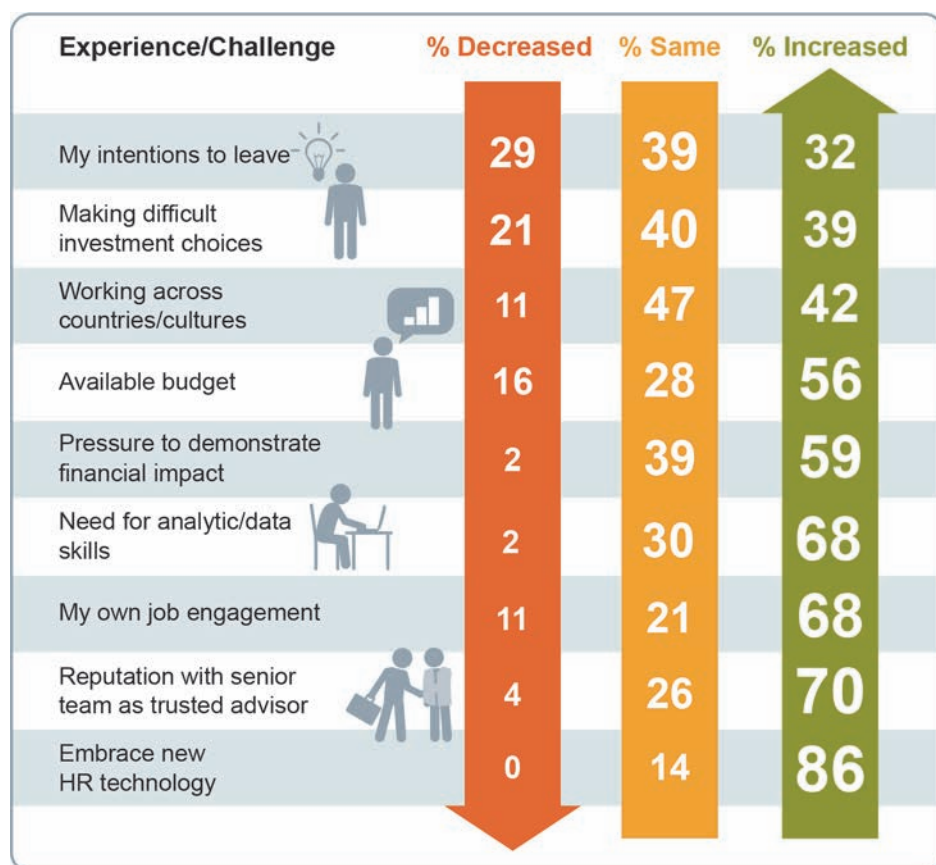 Experience/Challenge % Decreased % Same % Increased
My intentions to leave 29 39 32
Making difficult
investment choices 21 40 39
Working across
countries/cultures 11 47 42
Available budget 16 28 56
Pressure to demonstrate
financial impact 2 39 59
Need for analytic/data
skills 2 30 68
My own job engagement 11 21 68
Reputation with senior
team as trusted advisor 4 26 70
Embrace new
HR technology 0 14 86